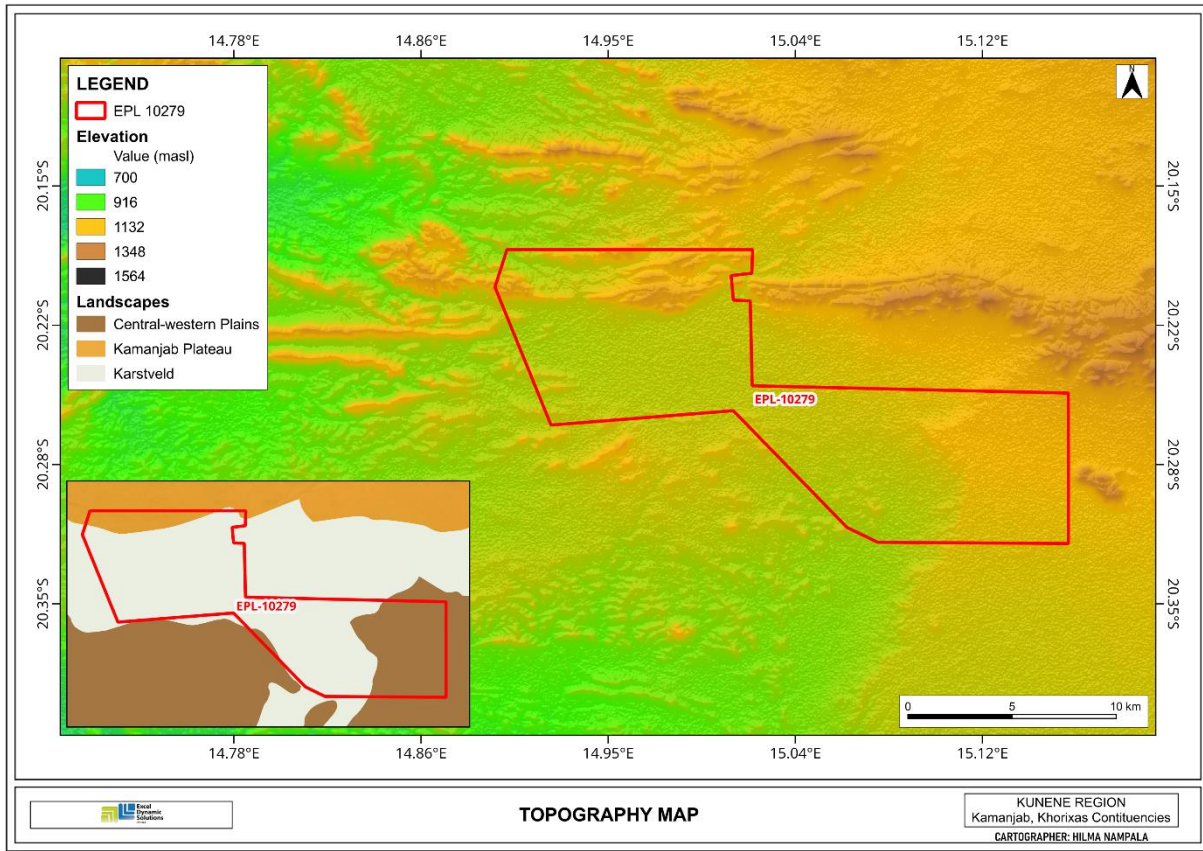 14.78°E 14.86°E 14.95°E 15.04°E 15.12°E
LEGEND
EPL 10279
Elevation
Value (masl)
700
916
1132
1348
1564
Landscapes
Central-western Plains
Kamanjab Plateau
Karstveld
N
20.15°S
20.22°S
20.28°S
20.35°S
20.15°S
20.22°S
20.28°S
20.35°S
EPL-10279
EPL-10279
0 5 10 km
14.78°E 14.86°E 14.95°E 15.04°E 15.12°E
Excel
Dynamic
Solutions
TOPOGRAPHY MAP
KUNENE REGION
Kamanjab, Khorixas Contituencies
CARTOGRAPHER: HILMA NAMPALA